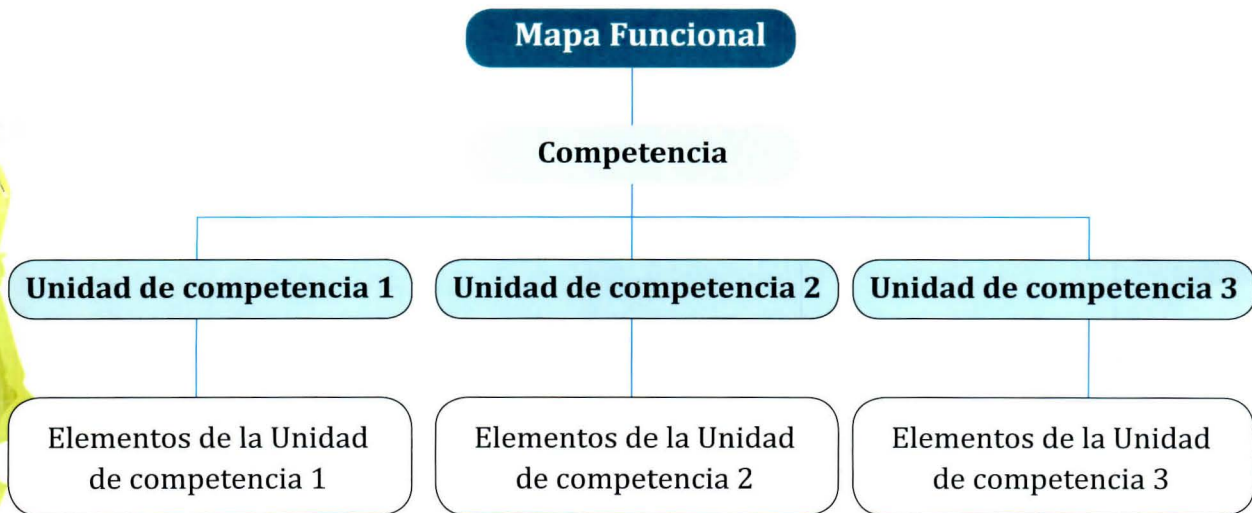 Mapa Funcional
Competencia
Unidad de competencia 1
Unidad de competencia 2
Unidad de competencia 3
Elementos de la Unidad
de competencia 1
Elementos de la Unidad
de competencia 2
Elementos de la Unidad
de competencia 3